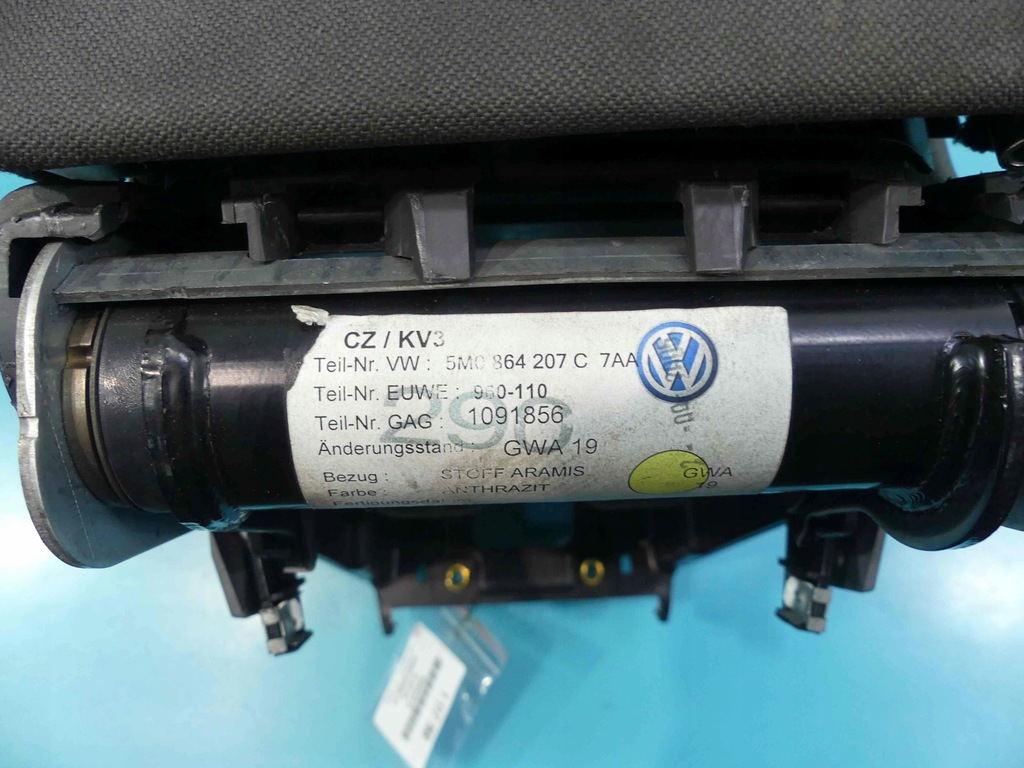 CZ / KV3
Teil-Nr. VW : 5M0 864 207 C 7AA
Teil-Nr. EUWE : 960-110
Teil-Nr. GAG : 1091856
296
Änderungsstand : GWA 19
Bezug : STOFF ARAMIS
GWA
19
Farbe : ANTHRAZIT